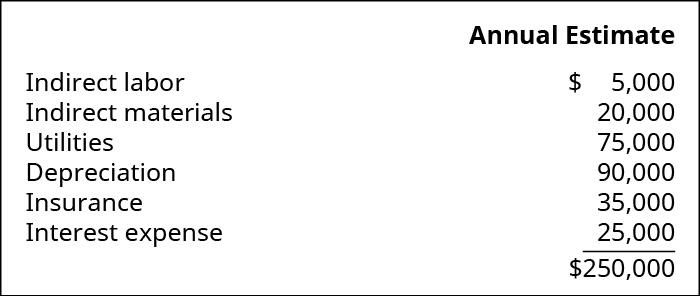 Annual Estimate
Indirect labor $ 5,000
Indirect materials 20,000
Utilities 75,000
Depreciation 90,000
Insurance 35,000
Interest expense 25,000
$250,000